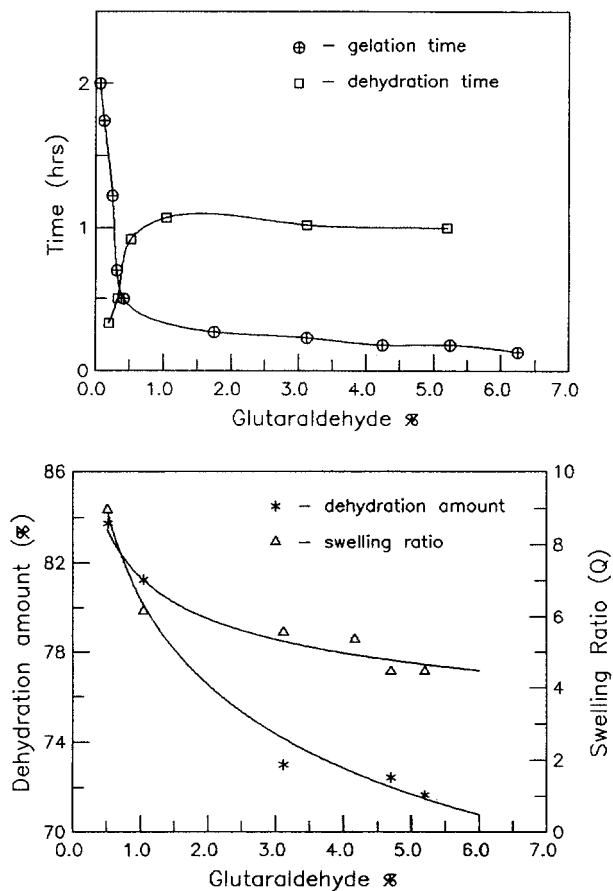 ⊕ – gelation time
□ – dehydration time
Time (hrs)
2
1
0
0.0 1.0 2.0 3.0 4.0 5.0 6.0 7.0
Glutaraldehyde %
* – dehydration amount
△ – swelling ratio
Dehydration amount (%)
86
82
78
74
70
Swelling Ratio (Q)
10
8
6
4
2
0
0.0 1.0 2.0 3.0 4.0 5.0 6.0 7.0
Glutaraldehyde %